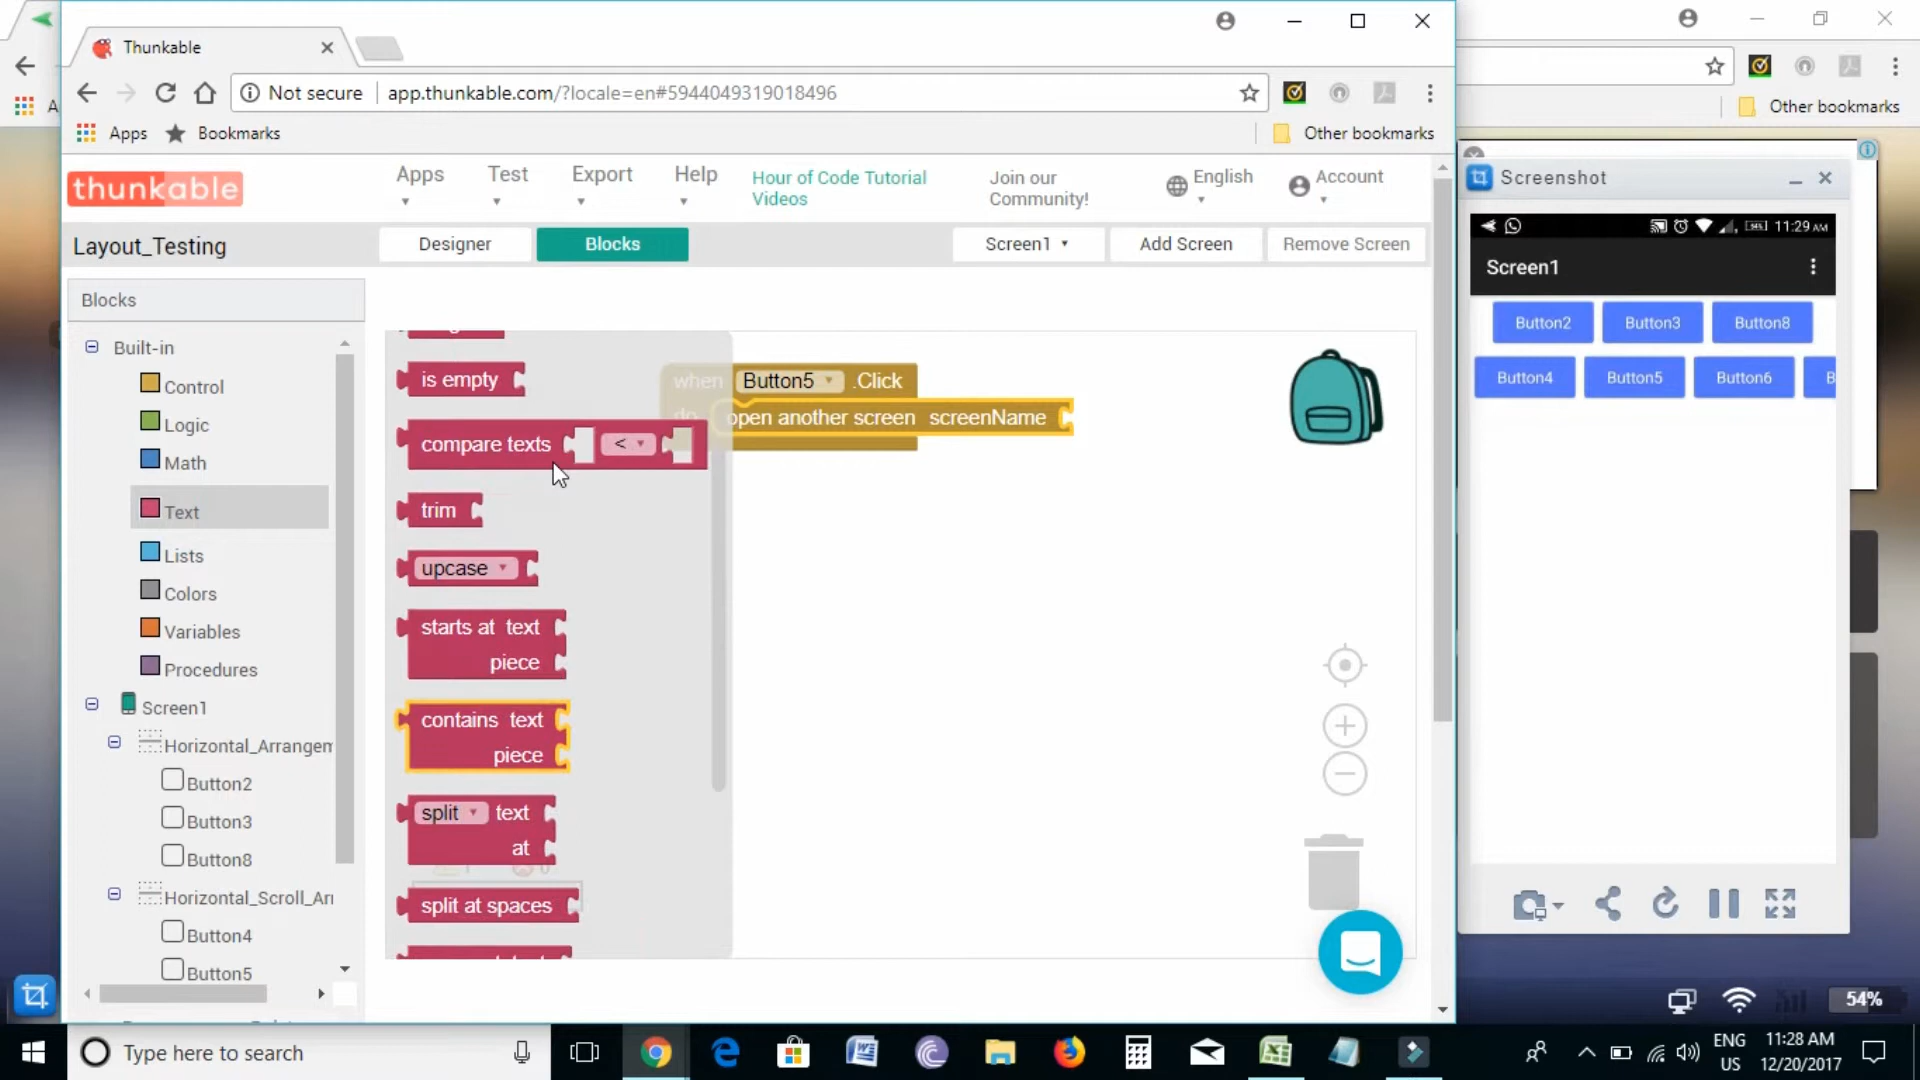 Thunkable
Not secure
app.thunkable.com/?locale=en#5944049319018496
Apps
Bookmarks
Other bookmarks
Other bookmarks
thunkable
Apps
Test
Export
Help
Hour of Code Tutorial
Videos
Join our
Community!
English
Account
Layout_Testing
Designer
Blocks
Screen1
Add Screen
Remove Screen
Blocks
Built-in
Control
Logic
Math
Text
Lists
Colors
Variables
Procedures
Screen1
Horizontal_Arrangem
Button2
Button3
Button8
Horizontal_Scroll_Arr
Button4
Button5
is empty
compare texts <
trim
upcase
starts at text
piece
contains text
piece
split text
at
split at spaces
when Button5 .Click
do open another screen screenName
Screenshot
11:29 AM
Screen1
Button2 Button3 Button8
Button4 Button5 Button6 B
54%
Type here to search
ENG
US
11:28 AM
12/20/2017